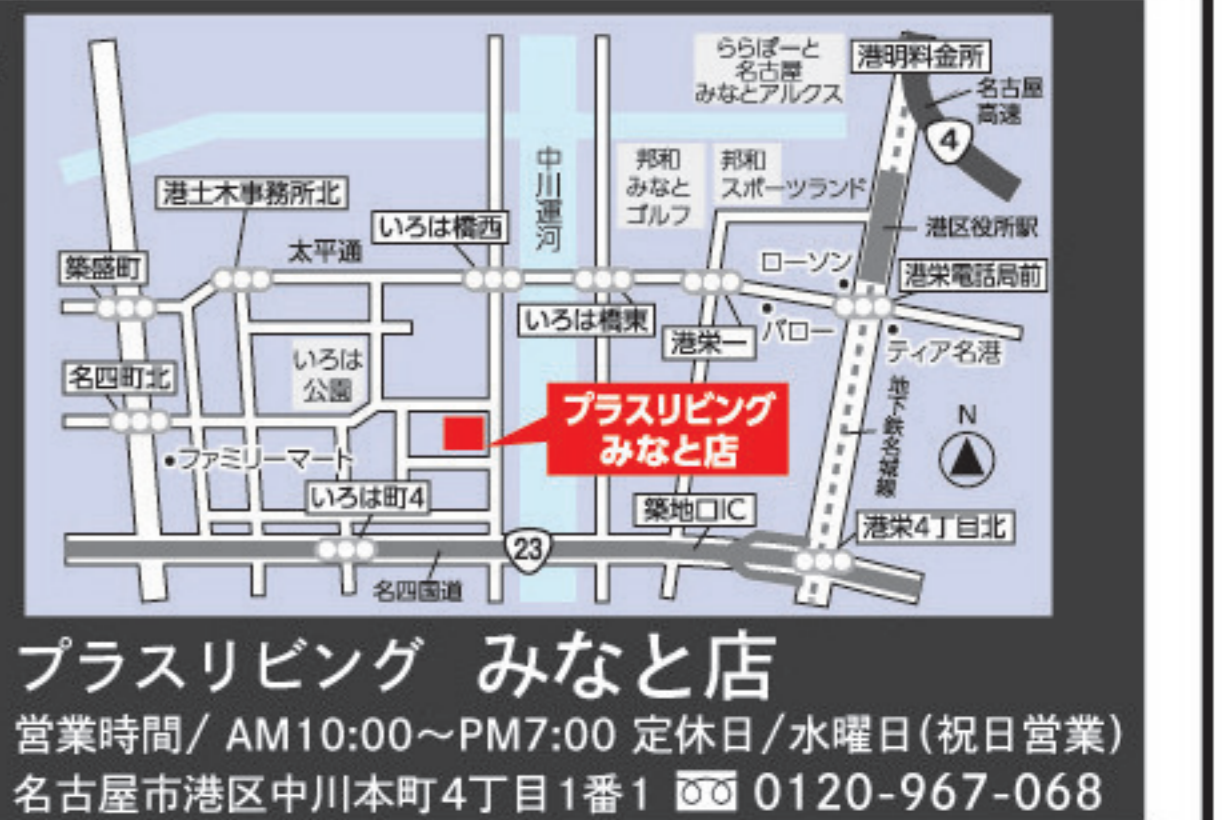 ららぽーと
名古屋
みなとアルクス
港明料金所
名古屋
高速
4
中川運河
邦和
みなと
ゴルフ
邦和
スポーツランド
港土木事務所北
いろは橋西
太平通
港区役所駅
築盛町
ローソン
港栄電話局前
いろは橋東
港栄一
バロー
ティア名港
いろは
公園
名四町北
地下鉄名城線
プラスリビング
みなと店
N
ファミリーマート
いろは町4
築地口IC
港栄4丁目北
23
名四国道
プラスリビング みなと店
営業時間/ AM10:00〜PM7:00 定休日/水曜日(祝日営業)
名古屋市港区中川本町4丁目1番1 0120-967-068